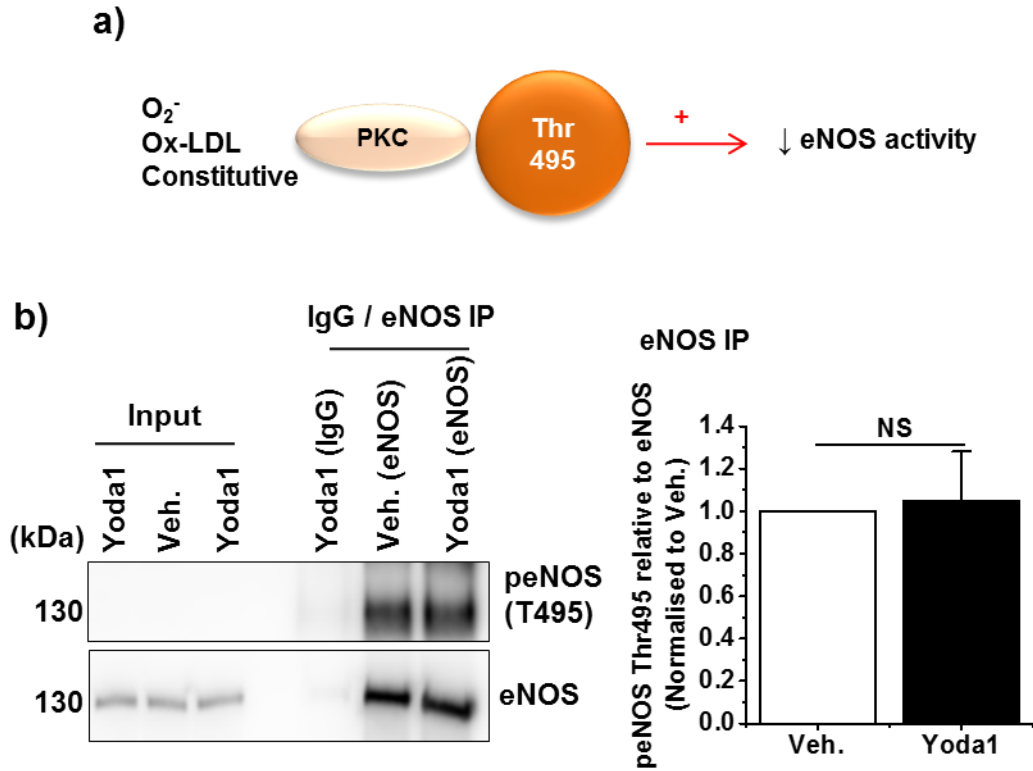 a)
O₂⁻
Ox-LDL
Constitutive
PKC
Thr
495
+
↓ eNOS activity
b)
IgG / eNOS IP
Input
(kDa)
Yoda1
Veh.
Yoda1
Yoda1 (IgG)
Veh. (eNOS)
Yoda1 (eNOS)
130
peNOS
(T495)
130
eNOS
eNOS IP
peNOS Thr495 relative to eNOS
(Normalised to Veh.)
1.4
1.2
1.0
0.8
0.6
0.4
0.2
0.0
NS
Veh.
Yoda1